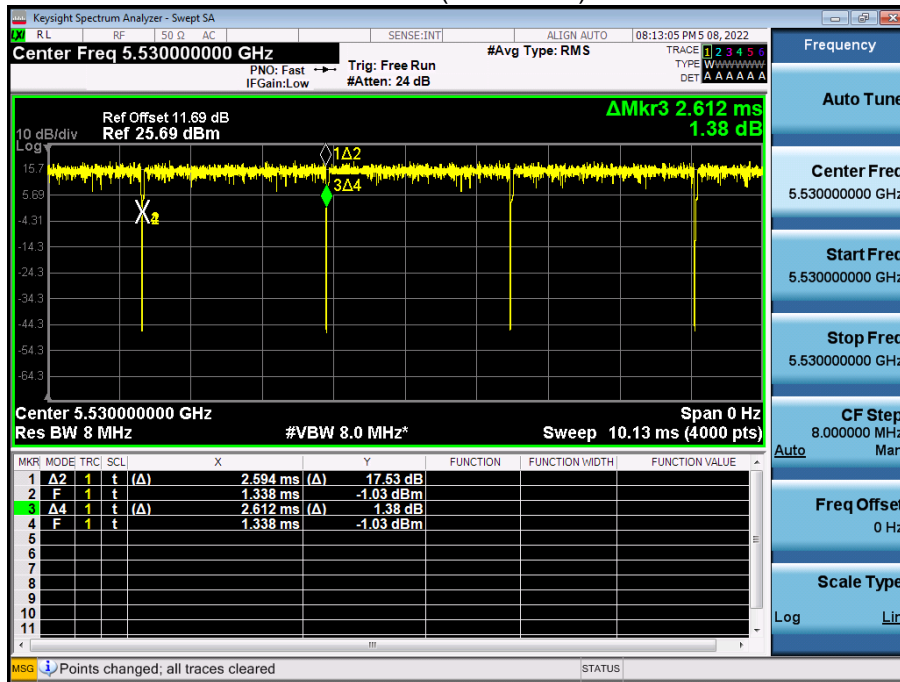 Keysight Spectrum Analyzer - Swept SA
LXI RL RF 50 Ω AC SENSE:INT ALIGN AUTO 08:13:05 PM 5 08, 2022
Center Freq 5.530000000 GHz
PNO: Fast
IFGain:Low
Trig: Free Run
#Atten: 24 dB
#Avg Type: RMS
TRACE 1 2 3 4 5 6
TYPE WWWWWW
DET A A A A A A
Ref Offset 11.69 dB
10 dB/div Ref 25.69 dBm
Log
ΔMkr3 2.612 ms
1.38 dB
15.7
5.69
-4.31
-14.3
-24.3
-34.3
-44.3
-54.3
-64.3
1Δ2
3Δ4
Center 5.530000000 GHz Span 0 Hz
Res BW 8 MHz #VBW 8.0 MHz* Sweep 10.13 ms (4000 pts)
MKR MODE TRC SCL X Y FUNCTION FUNCTION WIDTH FUNCTION VALUE
1 Δ2 1 t (Δ) 2.594 ms (Δ) 17.53 dB
2 F 1 t 1.338 ms -1.03 dBm
3 Δ4 1 t (Δ) 2.612 ms (Δ) 1.38 dB
4 F 1 t 1.338 ms -1.03 dBm
5
6
7
8
9
10
11
MSG Points changed; all traces cleared STATUS
Frequency
Auto Tune
Center Freq
5.530000000 GHz
Start Freq
5.530000000 GHz
Stop Freq
5.530000000 GHz
CF Step
8.000000 MHz
Auto Man
Freq Offset
0 Hz
Scale Type
Log Lin